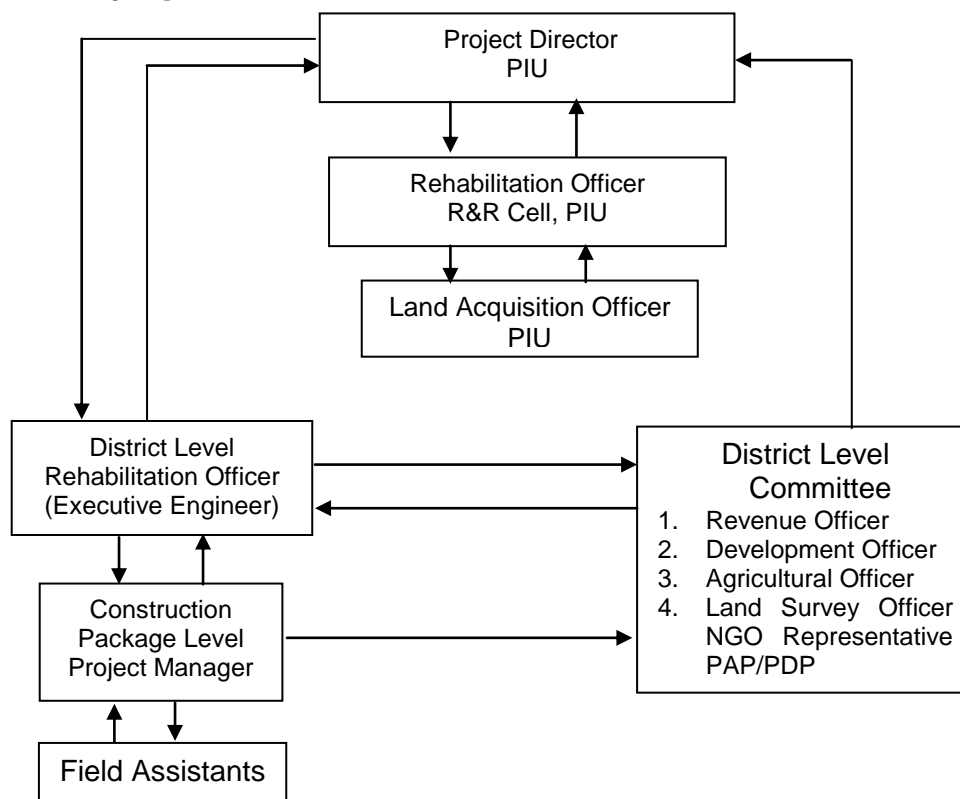 Project Director
PIU
Rehabilitation Officer
R&R Cell, PIU
Land Acquisition Officer
PIU
District Level
Rehabilitation Officer
(Executive Engineer)
District Level
Committee
1. Revenue Officer
2. Development Officer
3. Agricultural Officer
4. Land Survey Officer
NGO Representative
PAP/PDP
Construction
Package Level
Project Manager
Field Assistants